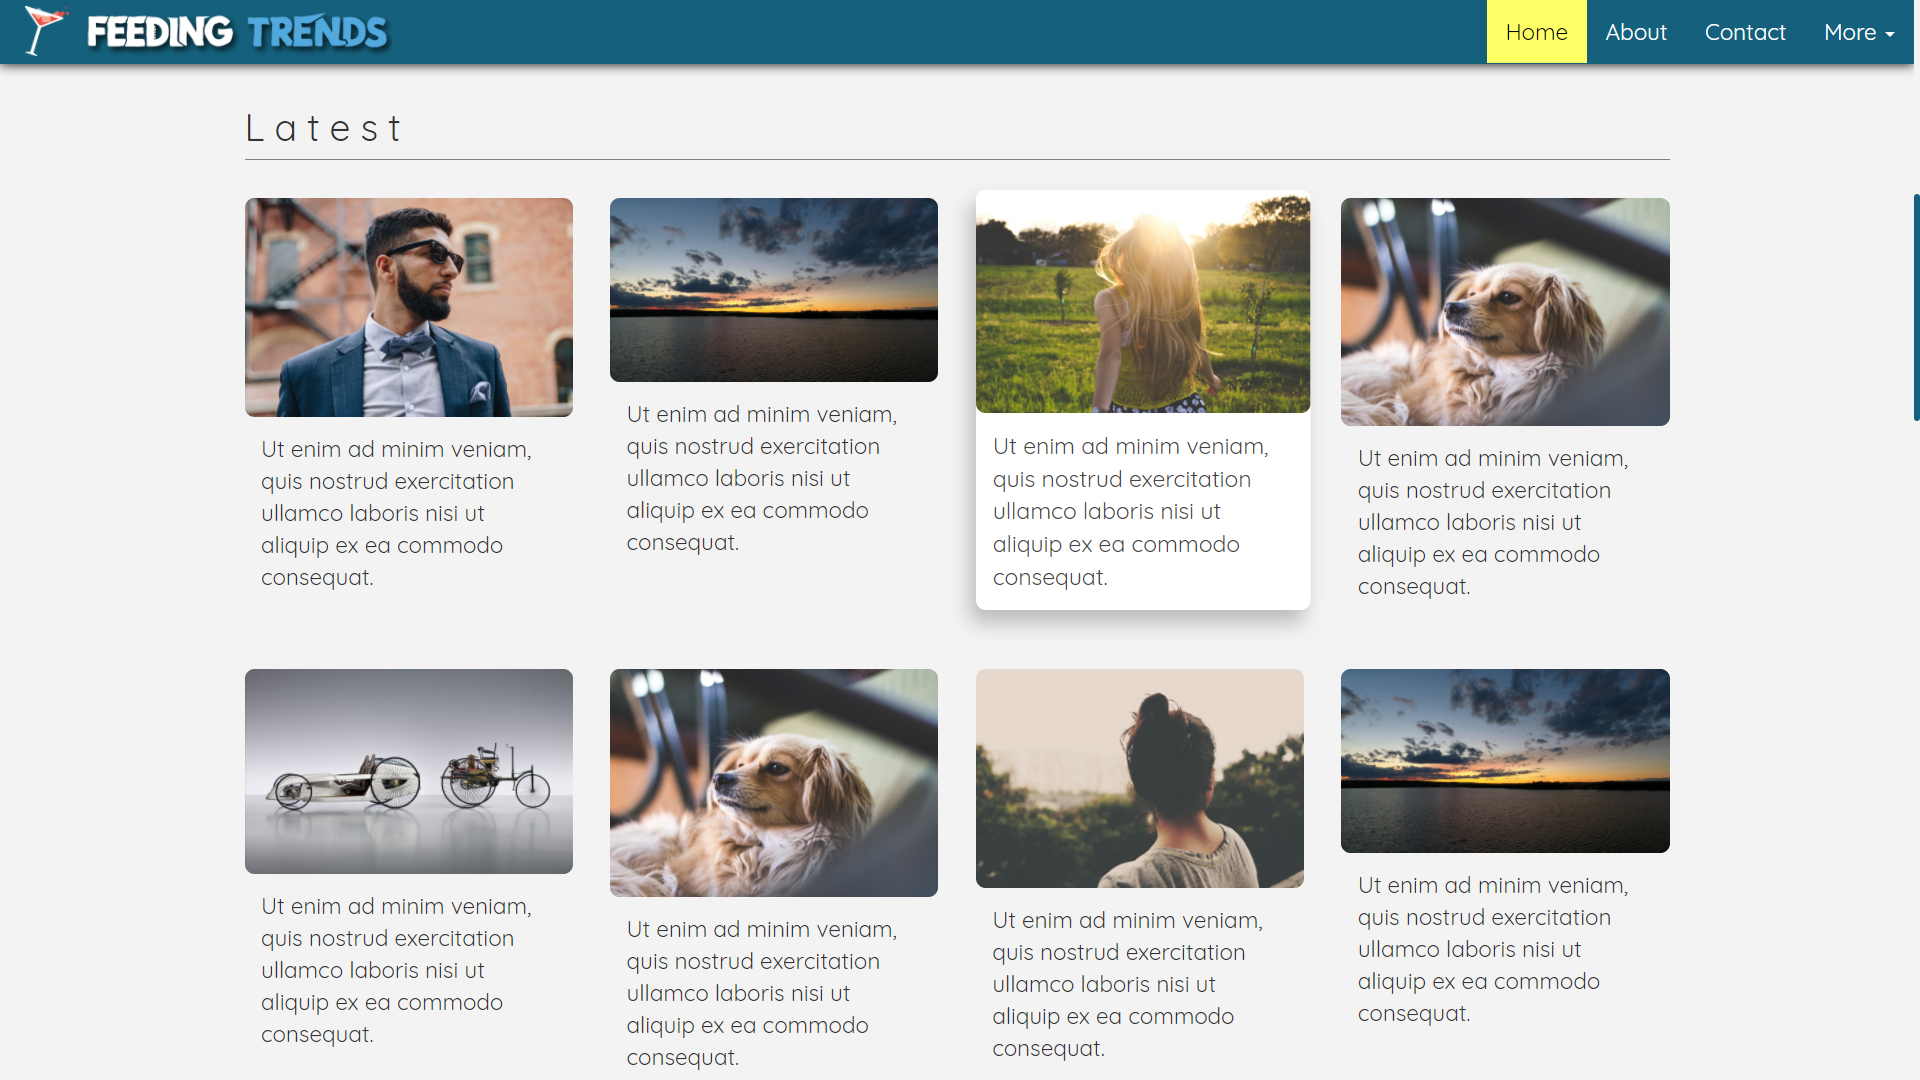 FEEDING TRENDS
Home
About
Contact
More
Latest
Ut enim ad minim veniam,
quis nostrud exercitation
ullamco laboris nisi ut
aliquip ex ea commodo
consequat.
Ut enim ad minim veniam,
quis nostrud exercitation
ullamco laboris nisi ut
aliquip ex ea commodo
consequat.
Ut enim ad minim veniam,
quis nostrud exercitation
ullamco laboris nisi ut
aliquip ex ea commodo
consequat.
Ut enim ad minim veniam,
quis nostrud exercitation
ullamco laboris nisi ut
aliquip ex ea commodo
consequat.
Ut enim ad minim veniam,
quis nostrud exercitation
ullamco laboris nisi ut
aliquip ex ea commodo
consequat.
Ut enim ad minim veniam,
quis nostrud exercitation
ullamco laboris nisi ut
aliquip ex ea commodo
consequat.
Ut enim ad minim veniam,
quis nostrud exercitation
ullamco laboris nisi ut
aliquip ex ea commodo
consequat.
Ut enim ad minim veniam,
quis nostrud exercitation
ullamco laboris nisi ut
aliquip ex ea commodo
consequat.